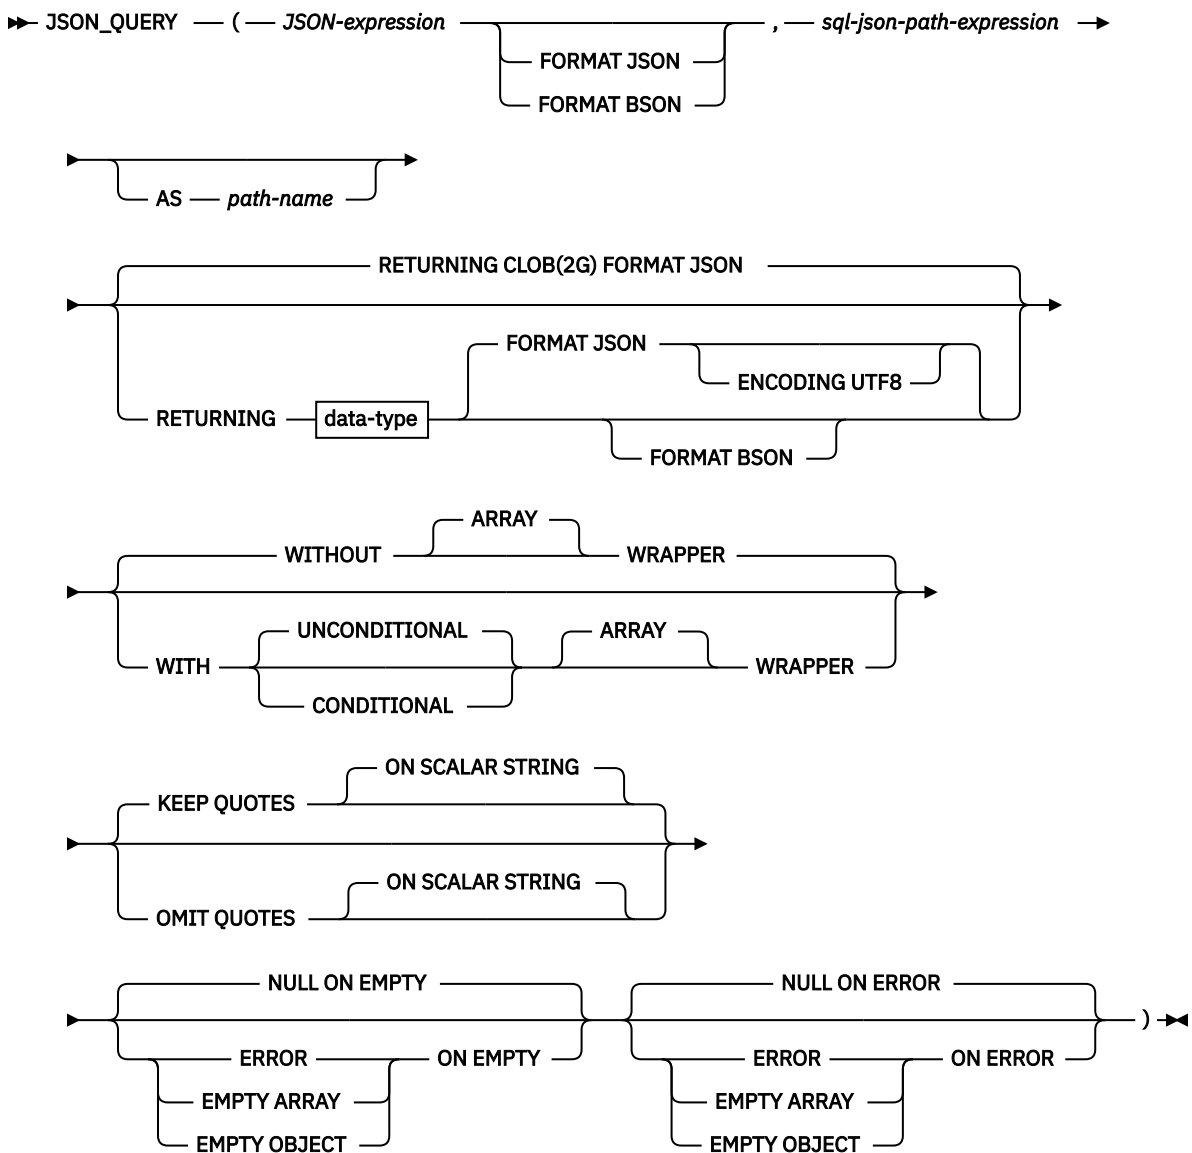 JSON_QUERY ( JSON-expression , sql-json-path-expression
FORMAT JSON
FORMAT BSON
AS path-name
RETURNING CLOB(2G) FORMAT JSON
FORMAT JSON
ENCODING UTF8
RETURNING data-type
FORMAT BSON
ARRAY
WITHOUT WRAPPER
UNCONDITIONAL ARRAY
WITH WRAPPER
CONDITIONAL
ON SCALAR STRING
KEEP QUOTES
ON SCALAR STRING
OMIT QUOTES
NULL ON EMPTY NULL ON ERROR
)
ERROR ON EMPTY ERROR ON ERROR
EMPTY ARRAY EMPTY ARRAY
EMPTY OBJECT EMPTY OBJECT